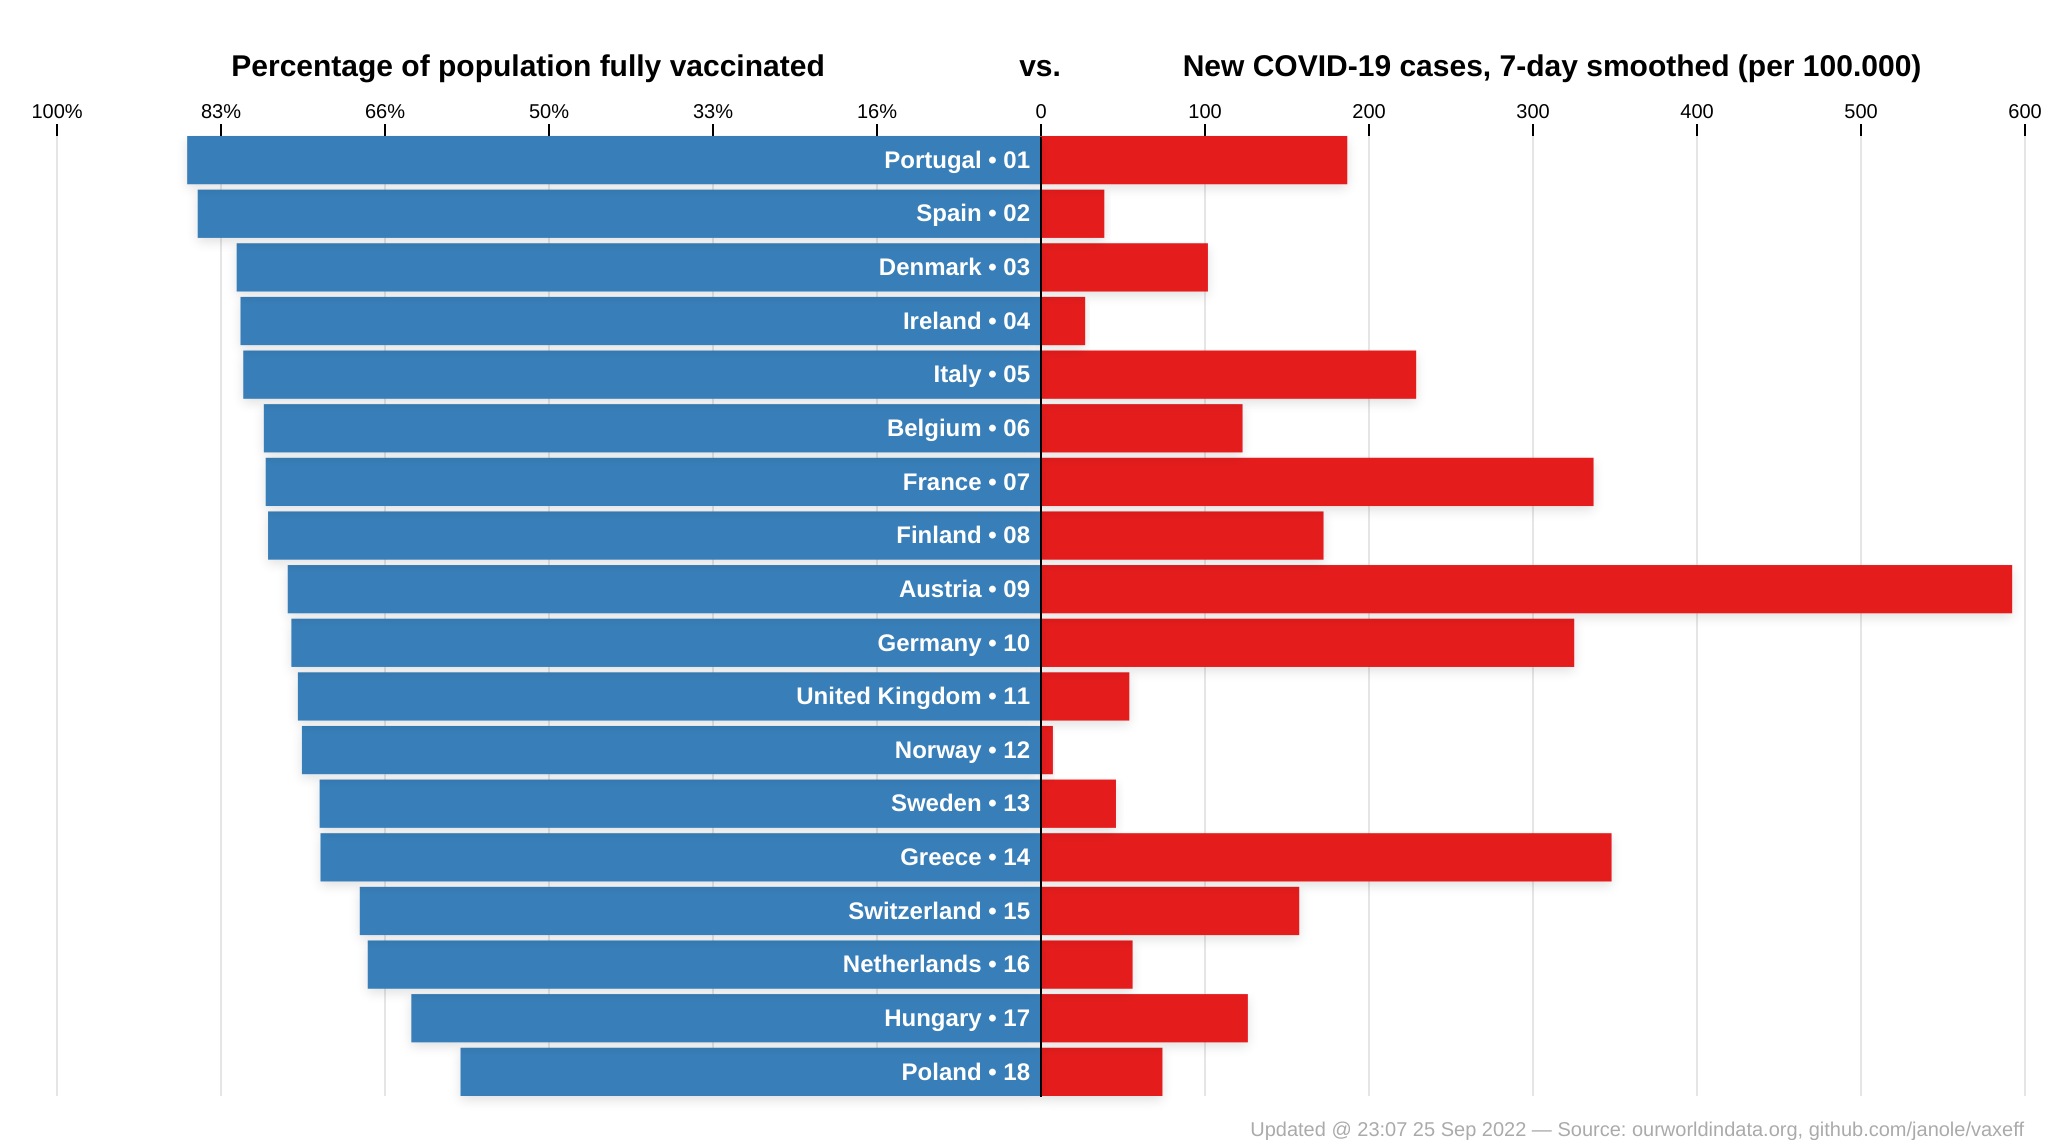 Percentage of population fully vaccinated vs. New COVID-19 cases, 7-day smoothed (per 100.000)
100% 83% 66% 50% 33% 16% 0 100 200 300 400 500 600
Portugal • 01
Spain • 02
Denmark • 03
Ireland • 04
Italy • 05
Belgium • 06
France • 07
Finland • 08
Austria • 09
Germany • 10
United Kingdom • 11
Norway • 12
Sweden • 13
Greece • 14
Switzerland • 15
Netherlands • 16
Hungary • 17
Poland • 18
Updated @ 23:07 25 Sep 2022 — Source: ourworldindata.org, github.com/janole/vaxeff